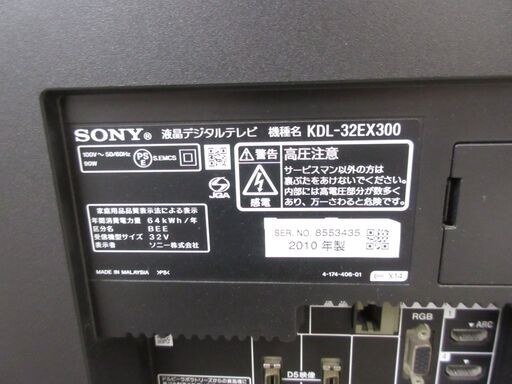 SONY® 液晶デジタルテレビ 機種名 KDL-32EX300
100V～50/60Hz
90W
PS
E
S.EMCS
JQA
警告 高圧注意
サービスマン以外の方は
裏ぶたをあけないでください。
内部には高電圧部分が数多く
あり、万一さわると危険です。
感電
家庭用品品質表示法による表示
年間消費電力量 64kWh/年
区分名 BEE
受信機型サイズ 32V
表示者 ソニー株式会社
SER. NO. 8553435
2010 年製
MADE IN MALAYSIA >PS<
4-174-406-01
X14
RGB
1
ARC
D5映像